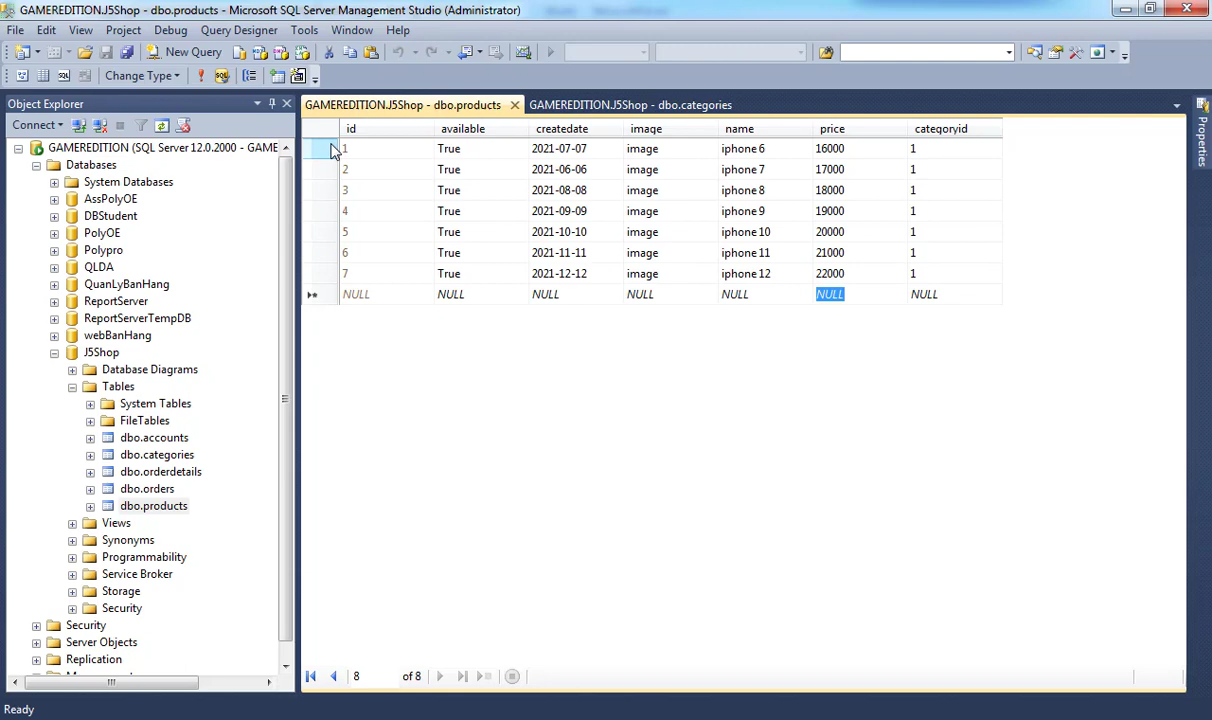 GAMEREDITION.J5Shop - dbo.products - Microsoft SQL Server Management Studio (Administrator)
File Edit View Project Debug Query Designer Tools Window Help
New Query
Change Type
Object Explorer
Connect
GAMEREDITION (SQL Server 12.0.2000 - GAME
Databases
System Databases
AssPolyOE
DBStudent
PolyOE
Polypro
QLDA
QuanLyBanHang
ReportServer
ReportServerTempDB
webBanHang
J5Shop
Database Diagrams
Tables
System Tables
FileTables
dbo.accounts
dbo.categories
dbo.orderdetails
dbo.orders
dbo.products
Views
Synonyms
Programmability
Service Broker
Storage
Security
Security
Server Objects
Replication
GAMEREDITION.J5Shop - dbo.products GAMEREDITION.J5Shop - dbo.categories
id available createdate image name price categoryid
1 True 2021-07-07 image iphone 6 16000 1
2 True 2021-06-06 image iphone 7 17000 1
3 True 2021-08-08 image iphone 8 18000 1
4 True 2021-09-09 image iphone 9 19000 1
5 True 2021-10-10 image iphone 10 20000 1
6 True 2021-11-11 image iphone 11 21000 1
7 True 2021-12-12 image iphone 12 22000 1
NULL NULL NULL NULL NULL NULL NULL
8 of 8
Properties
Ready